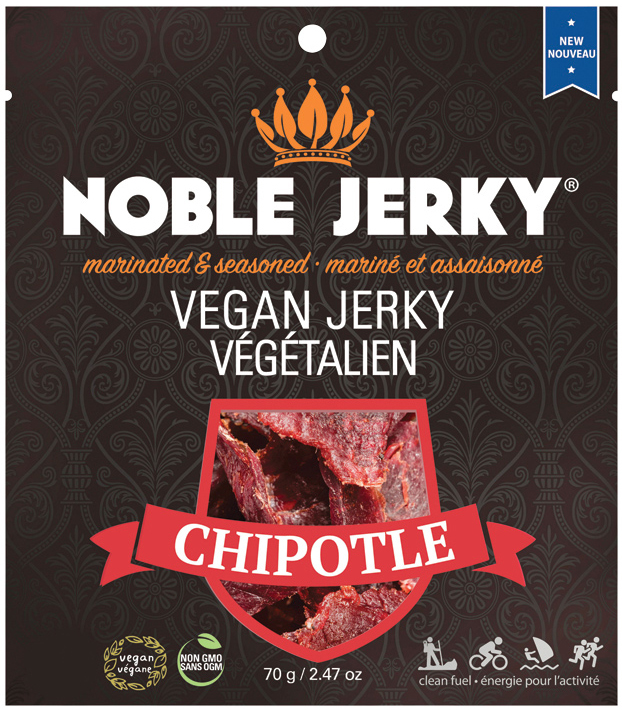 NEW
NOUVEAU
NOBLE JERKY®
marinated & seasoned · mariné et assaisonné
VEGAN JERKY
VÉGÉTALIEN
CHIPOTLE
vegan
végane
NON GMO
SANS OGM
70 g / 2.47 oz
clean fuel • énergie pour l'activité